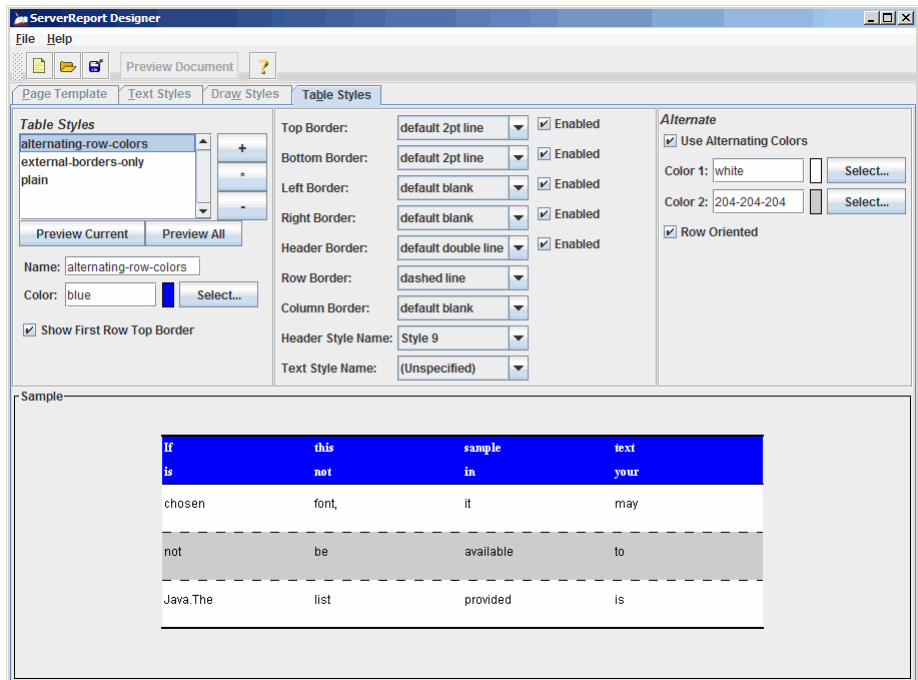 ServerReport Designer
File Help
Preview Document ?
Page Template Text Styles Draw Styles Table Styles
Table Styles
alternating-row-colors
external-borders-only
plain
+
*
-
Preview Current Preview All
Name: alternating-row-colors
Color: blue Select...
Show First Row Top Border
Top Border: default 2pt line Enabled
Bottom Border: default 2pt line Enabled
Left Border: default blank Enabled
Right Border: default blank Enabled
Header Border: default double line Enabled
Row Border: dashed line
Column Border: default blank
Header Style Name: Style 9
Text Style Name: (Unspecified)
Alternate
Use Alternating Colors
Color 1: white Select...
Color 2: 204-204-204 Select...
Row Oriented
Sample
If this sample text
is not in your
chosen font, it may
not be available to
Java.The list provided is